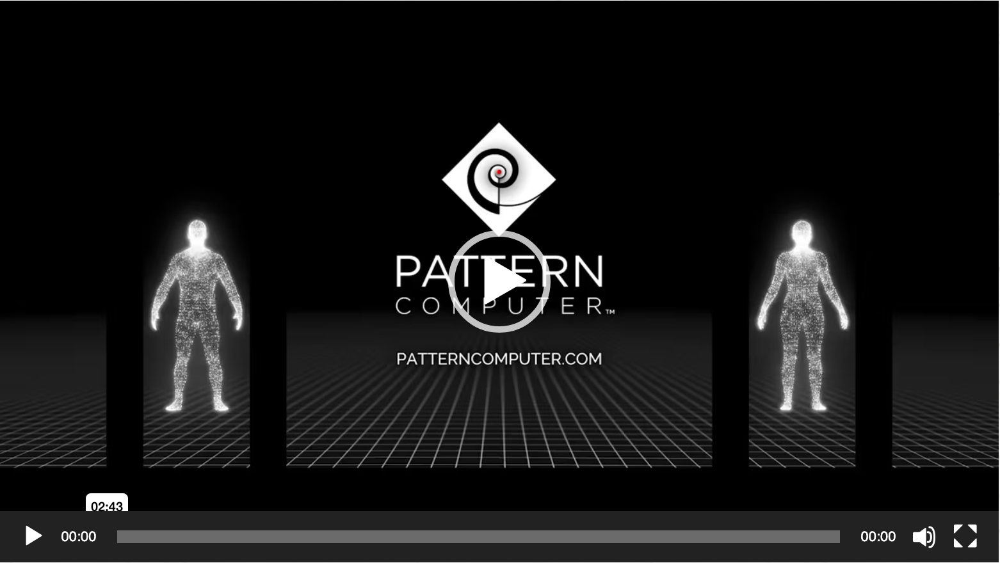 PATTERN
COMPUTER™
PATTERNCOMPUTER.COM
02:43
00:00
00:00